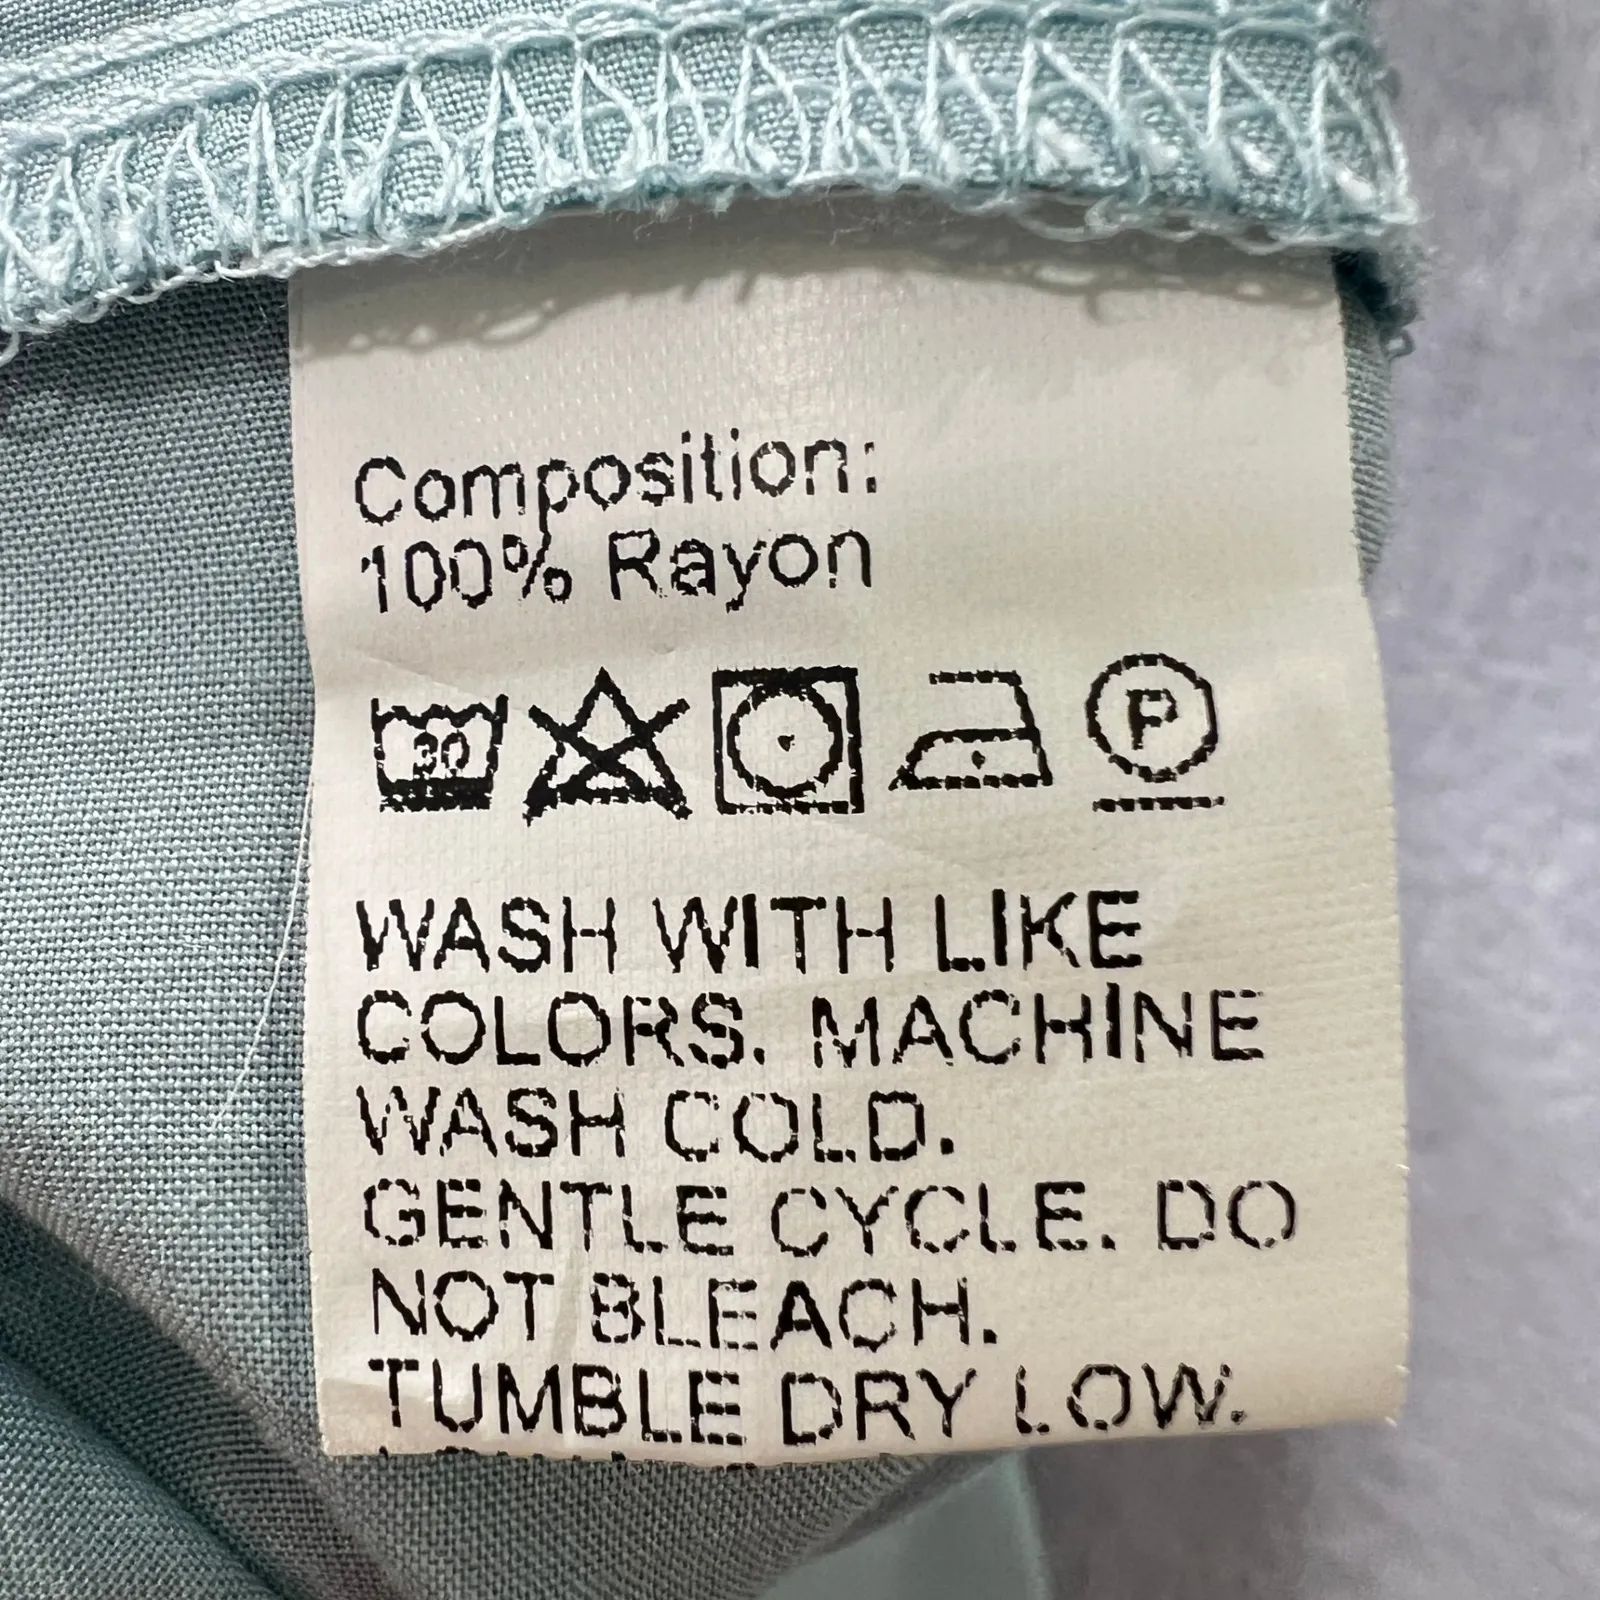 Composition:
100% Rayon
30
P
WASH WITH LIKE
COLORS. MACHINE
WASH COLD.
GENTLE CYCLE. DO
NOT BLEACH.
TUMBLE DRY LOW.